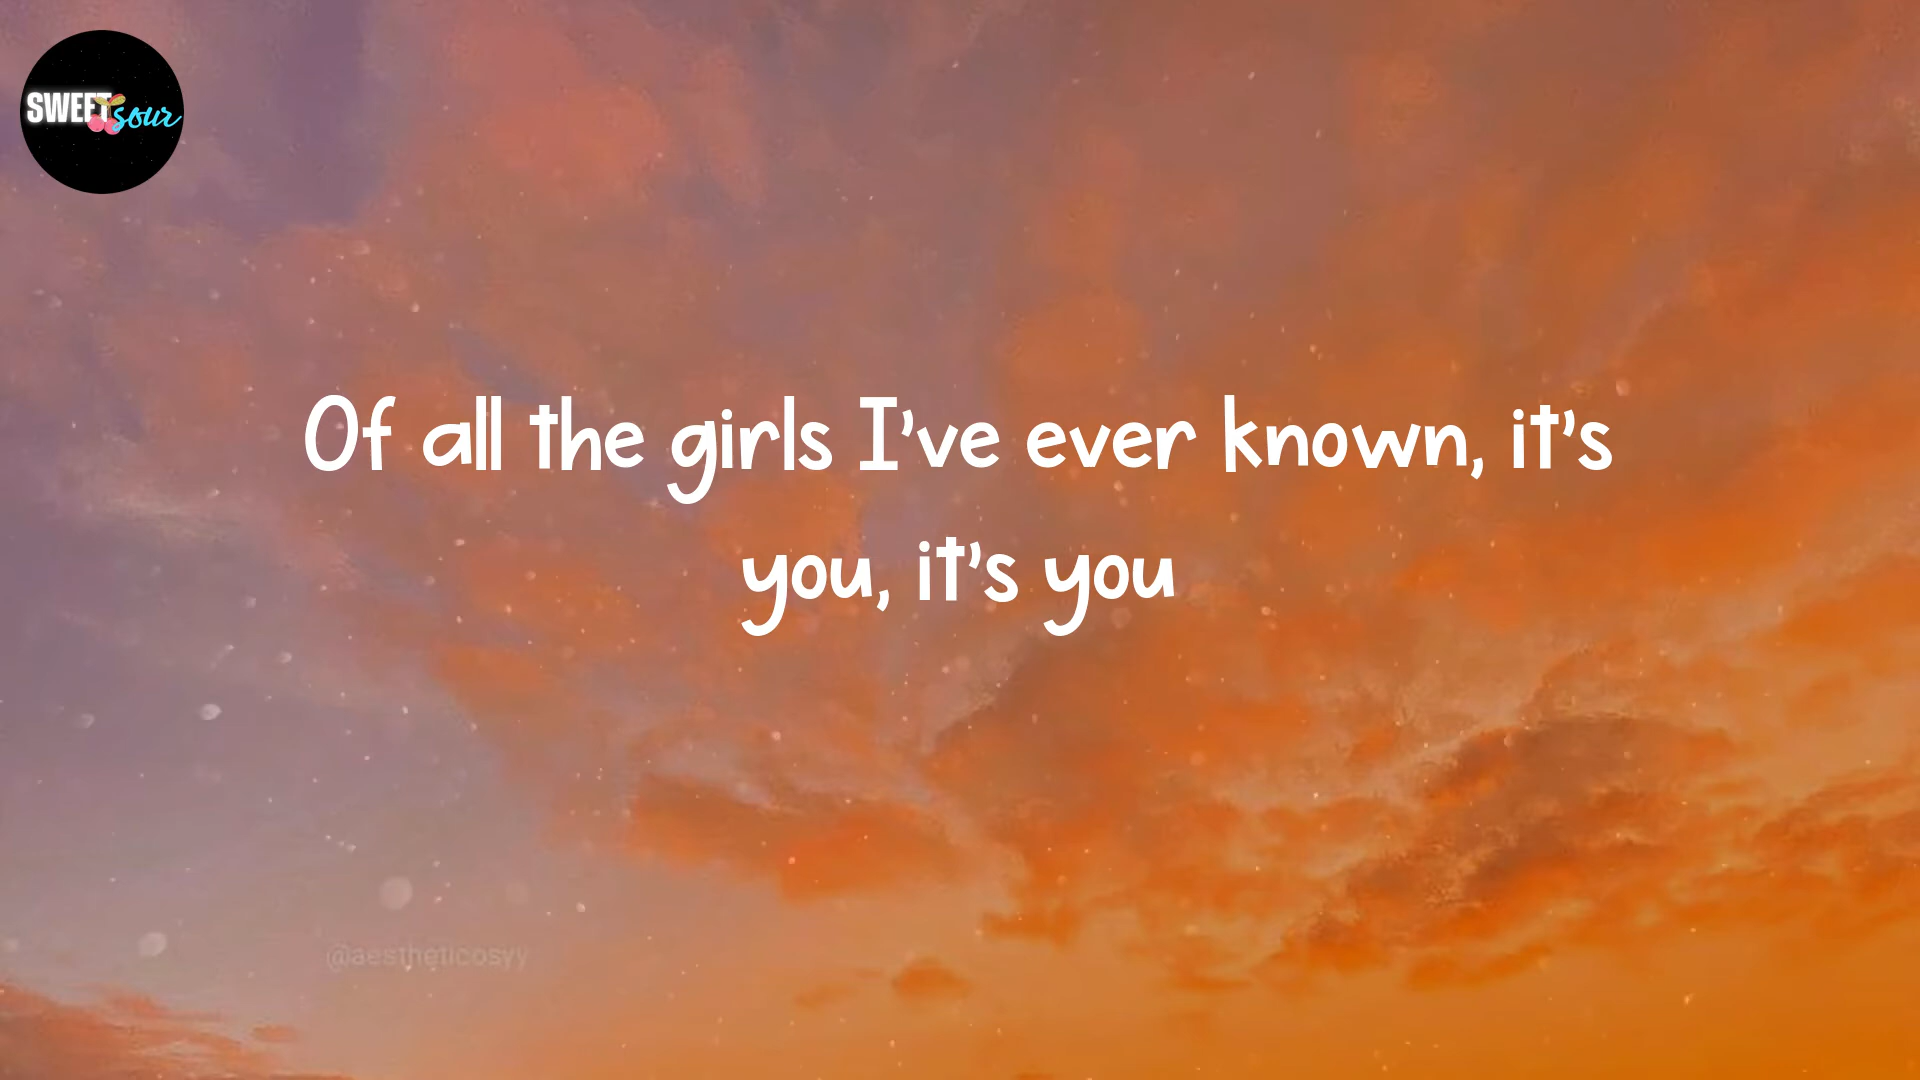 SWEET sour
Of all the girls I've ever known, it's
you, it's you
@aestheticosyy